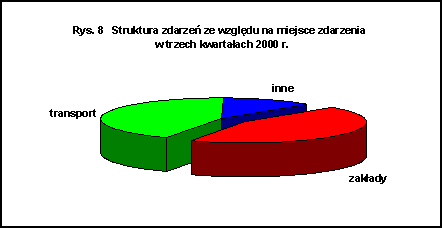 Rys. 8 Struktura zdarzeń ze względu na miejsce zdarzenia
w trzech kwartałach 2000 r.
inne
transport
zakłady